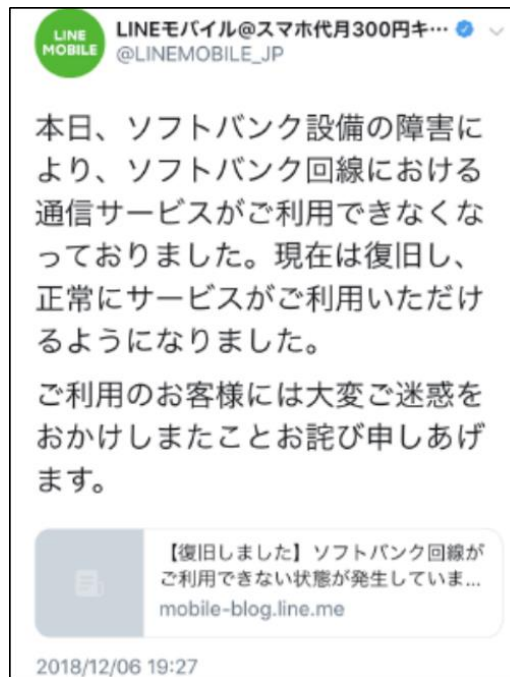 LINE
MOBILE
LINEモバイル@スマホ代月300円キ…
@LINEMOBILE_JP
本日、ソフトバンク設備の障害に
より、ソフトバンク回線における
通信サービスがご利用できなくな
っておりました。現在は復旧し、
正常にサービスがご利用いただけ
るようになりました。
ご利用のお客様には大変ご迷惑を
おかけしまたことお詫び申しあげ
ます。
【復旧しました】ソフトバンク回線が
ご利用できない状態が発生していま...
mobile-blog.line.me
2018/12/06 19:27